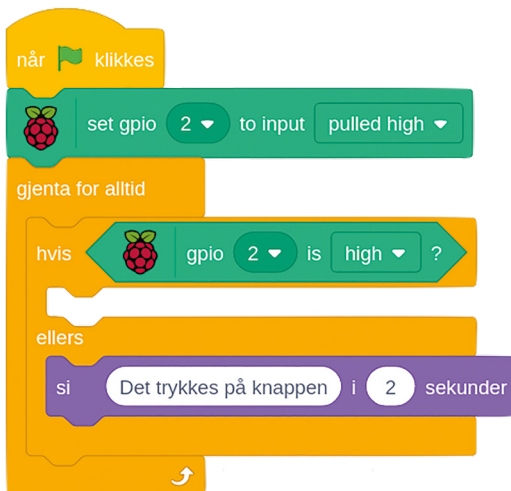 når klikkes
set gpio 2 to input pulled high
gjenta for alltid
hvis gpio 2 is high ?
ellers
si Det trykkes på knappen i 2 sekunder